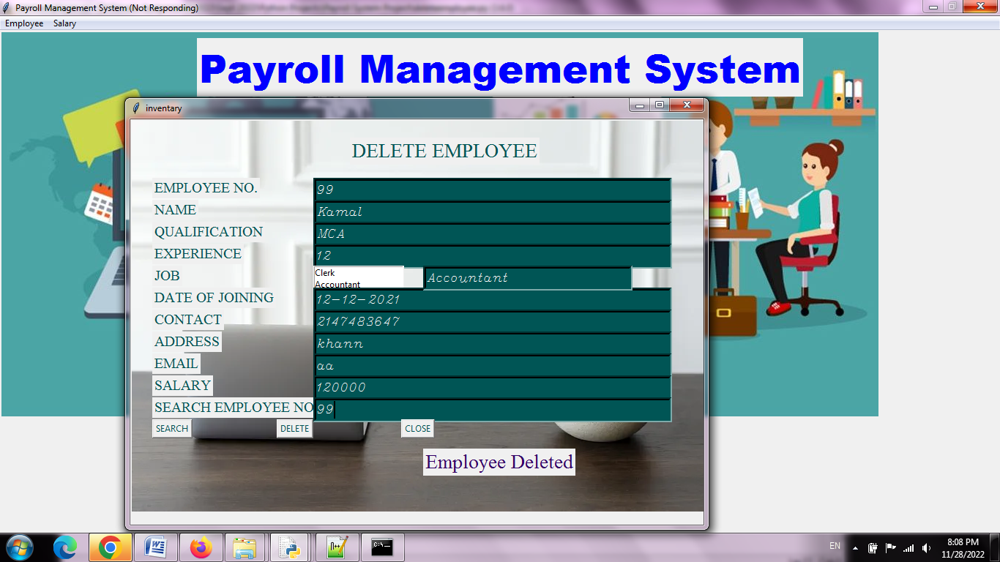 Payroll Management System (Not Responding)
Employee Salary
Payroll Management System
inventary
DELETE EMPLOYEE
EMPLOYEE NO. 99
NAME Kamal
QUALIFICATION MCA
EXPERIENCE 12
JOB Clerk Accountant Accountant
DATE OF JOINING 12-12-2021
CONTACT 2147483647
ADDRESS khann
EMAIL aa
SALARY 120000
SEARCH EMPLOYEE NO 99
SEARCH DELETE CLOSE
Employee Deleted
EN 8:08 PM
11/28/2022